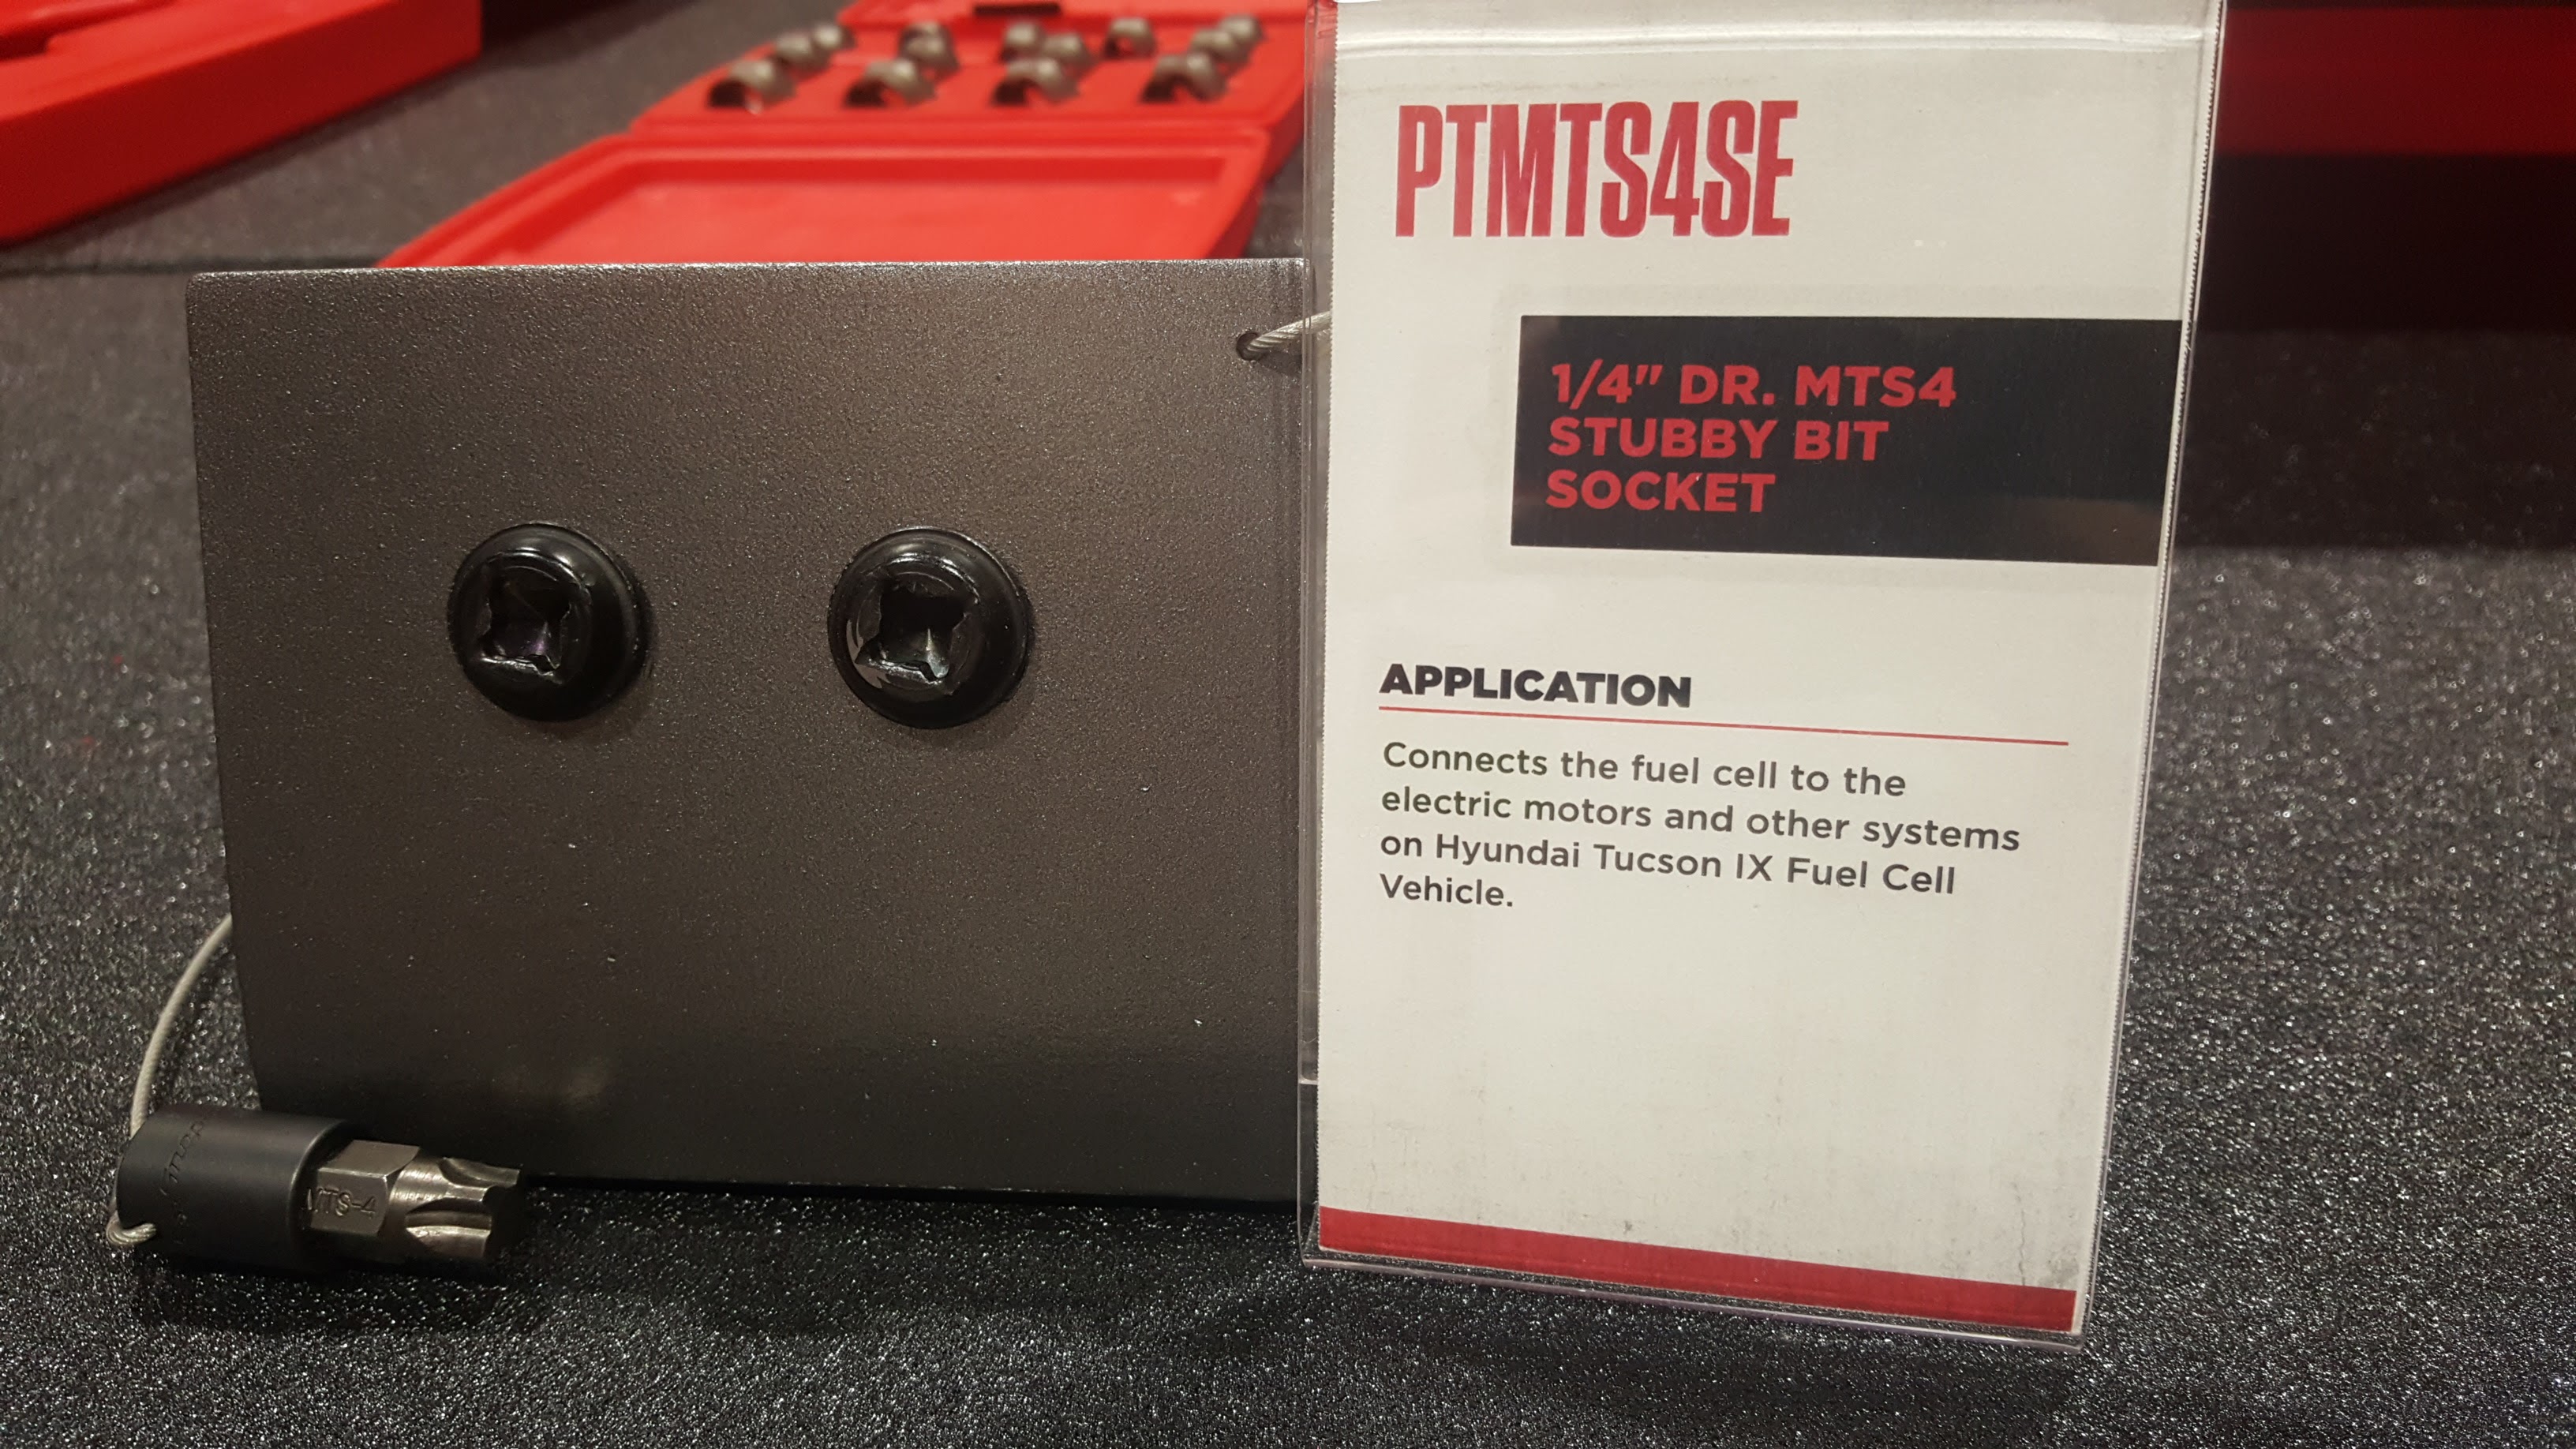 PTMTS4SE
1/4" DR. MTS4
STUBBY BIT
SOCKET
APPLICATION
Connects the fuel cell to the
electric motors and other systems
on Hyundai Tucson IX Fuel Cell
Vehicle.
MTS-4